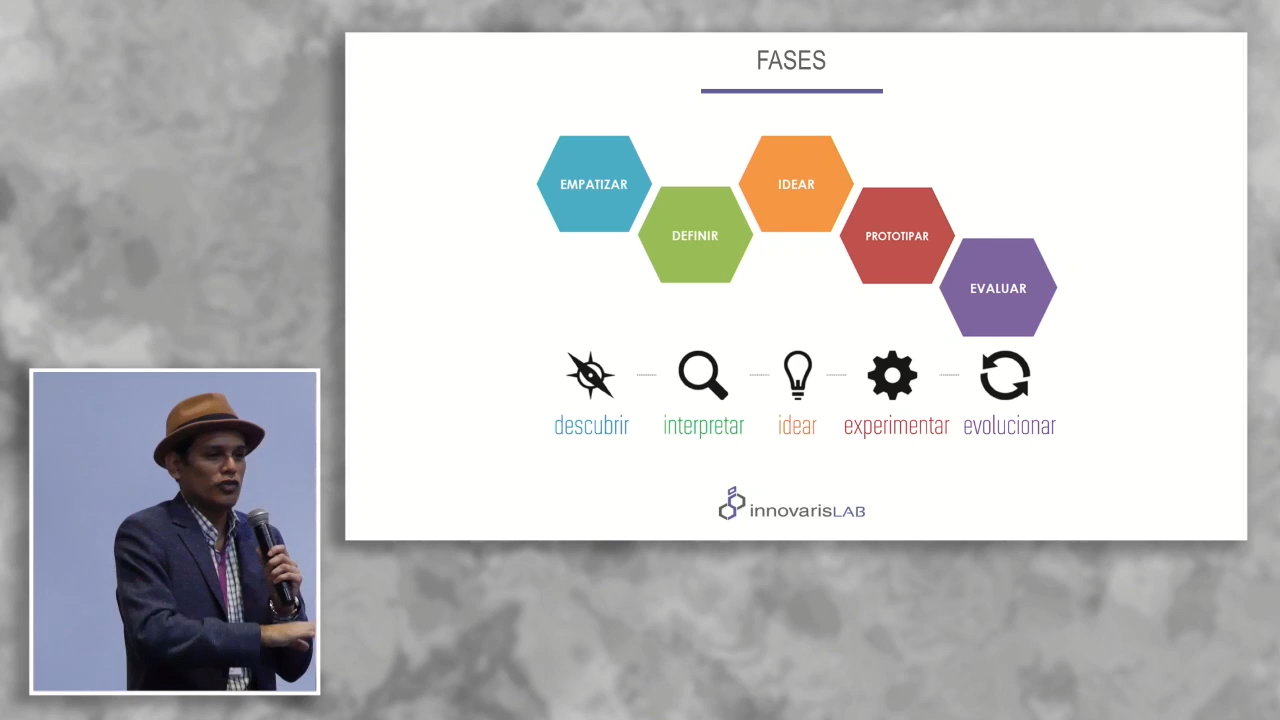 FASES
EMPATIZAR
DEFINIR
IDEAR
PROTOTIPAR
EVALUAR
descubrir interpretar idear experimentar evolucionar
innovarisLAB